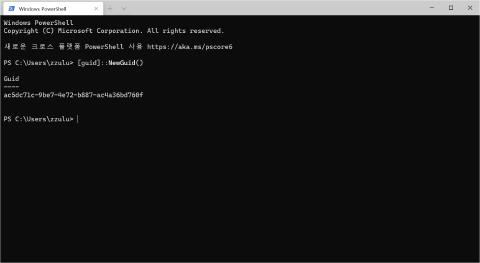 Windows PowerShell
Windows PowerShell
Copyright (C) Microsoft Corporation. All rights reserved.
새로운 크로스 플랫폼 PowerShell 사용 https://aka.ms/pscore6
PS C:\Users\zzulu> [guid]::NewGuid()
Guid
----
ac5dc71c-9be7-4e72-b887-ac4a36bd760f
PS C:\Users\zzulu>